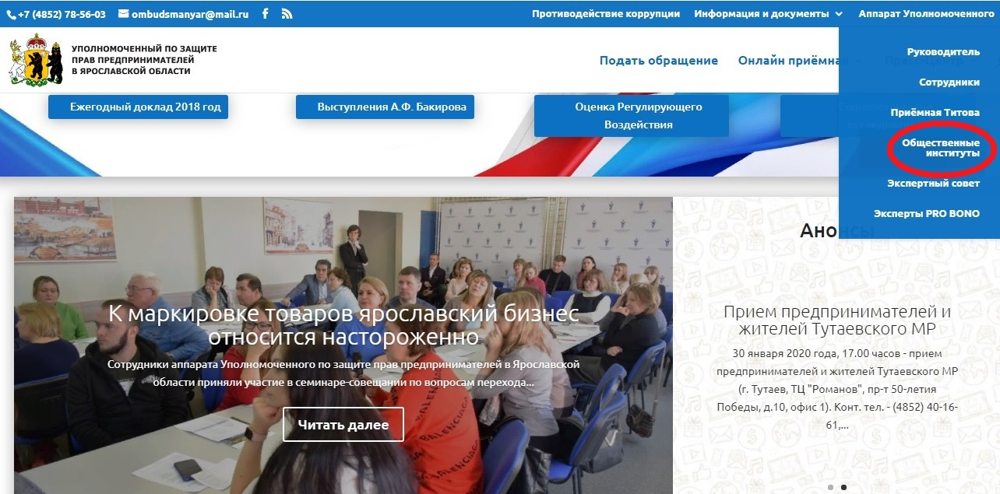 +7 (4852) 78-56-03 ombudsmanyar@mail.ru
Противодействие коррупции Информация и документы Аппарат Уполномоченного
УПОЛНОМОЧЕННЫЙ ПО ЗАЩИТЕ
ПРАВ ПРЕДПРИНИМАТЕЛЕЙ
В ЯРОСЛАВСКОЙ ОБЛАСТИ
Подать обращение Онлайн приёмная Пресс-центр
Руководитель
Сотрудники
Приёмная Титова
Общественные
институты
Экспертный совет
Эксперты PRO BONO
Ежегодный доклад 2018 год
Выступления А.Ф. Бакирова
Оценка Регулирующего
Воздействия
К маркировке товаров ярославский бизнес
относится настороженно
Сотрудники аппарата Уполномоченного по защите прав предпринимателей в Ярославской
области приняли участие в семинаре-совещании по вопросам перехода...
Читать далее
BALENCIAGA
Анонсы
Прием предпринимателей и
жителей Тутаевского МР
30 января 2020 года, 17.00 часов - прием
предпринимателей и жителей Тутаевского МР
(г. Тутаев, ТЦ "Романов", пр-т 50-летия
Победы, д.10, офис 1). Конт. тел. - (4852) 40-16-
61,...